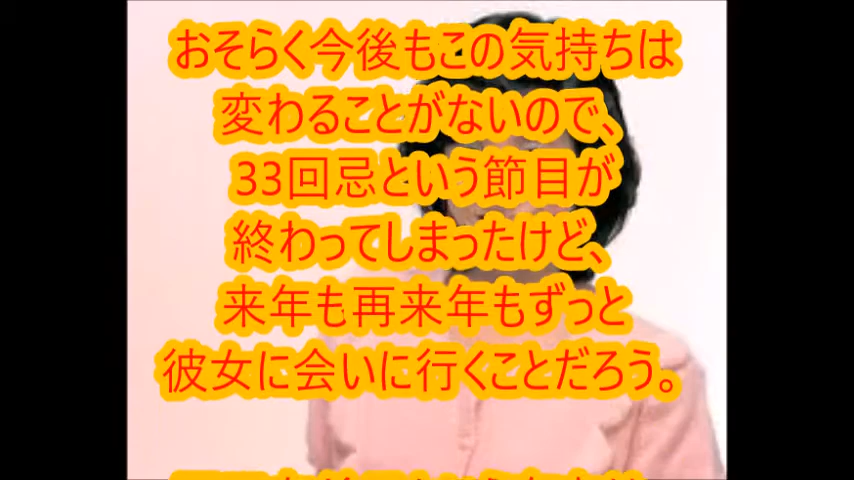 おそらく今後もこの気持ちは
変わることがないので、
33回忌という節目が
終わってしまったけど、
来年も再来年もずっと
彼女に会いに行くことだろう。